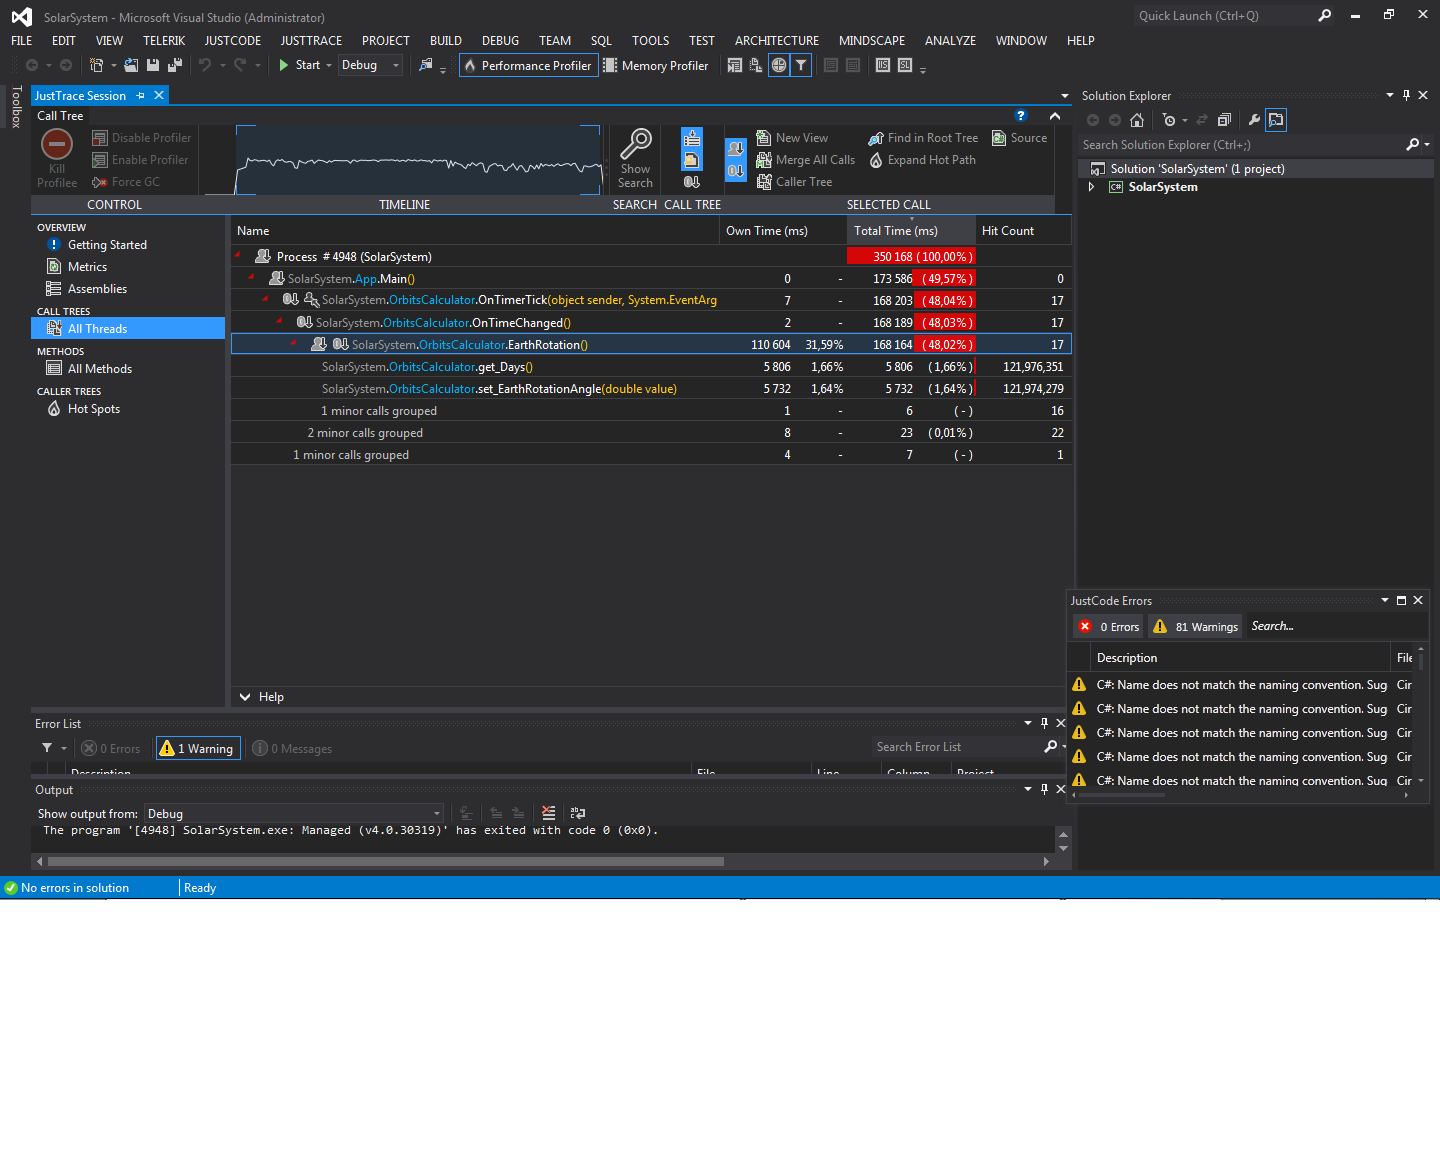 SolarSystem - Microsoft Visual Studio (Administrator)
Quick Launch (Ctrl+Q)
FILE EDIT VIEW TELERIK JUSTCODE JUSTTRACE PROJECT BUILD DEBUG TEAM SQL TOOLS TEST ARCHITECTURE MINDSCAPE ANALYZE WINDOW HELP
Start Debug Performance Profiler Memory Profiler
Toolbox
JustTrace Session
Call Tree
Kill Profilee
Disable Profiler
Enable Profiler
Force GC
Show Search
New View
Merge All Calls
Caller Tree
Find in Root Tree
Expand Hot Path
Source
CONTROL TIMELINE SEARCH CALL TREE SELECTED CALL
OVERVIEW
Getting Started
Metrics
Assemblies
CALL TREES
All Threads
METHODS
All Methods
CALLER TREES
Hot Spots
Name Own Time (ms) Total Time (ms) Hit Count
Process # 4948 (SolarSystem) 350 168 (100,00%)
SolarSystem.App.Main() 0 - 173 586 (49,57%) 0
SolarSystem.OrbitsCalculator.OnTimerTick(object sender, System.EventArg 7 - 168 203 (48,04%) 17
SolarSystem.OrbitsCalculator.OnTimeChanged() 2 - 168 189 (48,03%) 17
SolarSystem.OrbitsCalculator.EarthRotation() 110 604 31,59% 168 164 (48,02%) 17
SolarSystem.OrbitsCalculator.get_Days() 5 806 1,66% 5 806 (1,66%) 121,976,351
SolarSystem.OrbitsCalculator.set_EarthRotationAngle(double value) 5 732 1,64% 5 732 (1,64%) 121,974,279
1 minor calls grouped 1 - 6 (-) 16
2 minor calls grouped 8 - 23 (0,01%) 22
1 minor calls grouped 4 - 7 (-) 1
Help
Error List
0 Errors 1 Warning 0 Messages Search Error List
Description File Line Column Project
Output
Show output from: Debug
The program '[4948] SolarSystem.exe: Managed (v4.0.30319)' has exited with code 0 (0x0).
Solution Explorer
Search Solution Explorer (Ctrl+;)
Solution 'SolarSystem' (1 project)
C# SolarSystem
JustCode Errors
0 Errors 81 Warnings Search...
Description File
C#: Name does not match the naming convention. Sug Cir
C#: Name does not match the naming convention. Sug Cir
C#: Name does not match the naming convention. Sug Cir
C#: Name does not match the naming convention. Sug Cir
C#: Name does not match the naming convention. Sug Cir
No errors in solution Ready